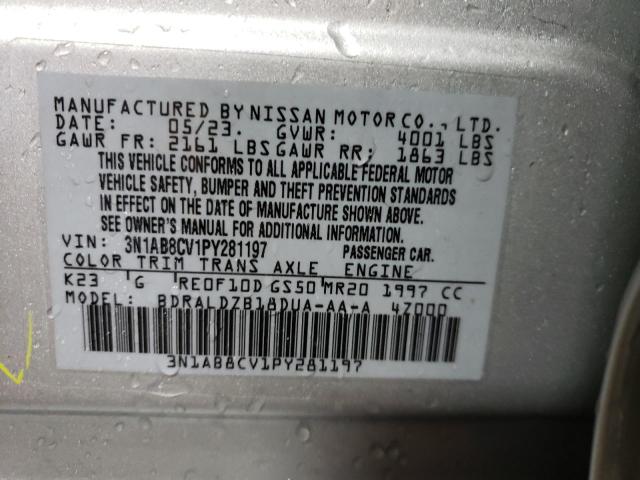 MANUFACTURED BY NISSAN MOTOR CO., LTD.
DATE: 05/23. GVWR: 4001 LBS
GAWR FR: 2161 LBS GAWR RR: 1863 LBS
THIS VEHICLE CONFORMS TO ALL APPLICABLE FEDERAL MOTOR
VEHICLE SAFETY, BUMPER AND THEFT PREVENTION STANDARDS
IN EFFECT ON THE DATE OF MANUFACTURE SHOWN ABOVE.
SEE OWNER'S MANUAL FOR ADDITIONAL INFORMATION.
VIN: 3N1AB8CV1PY281197 PASSENGER CAR.
COLOR TRIM TRANS AXLE ENGINE
K23 G RE0F10D GS50 MR20 1997 CC
MODEL: BDRALDZB18DUA-AA-A 4Z000
3N1AB8CV1PY281197